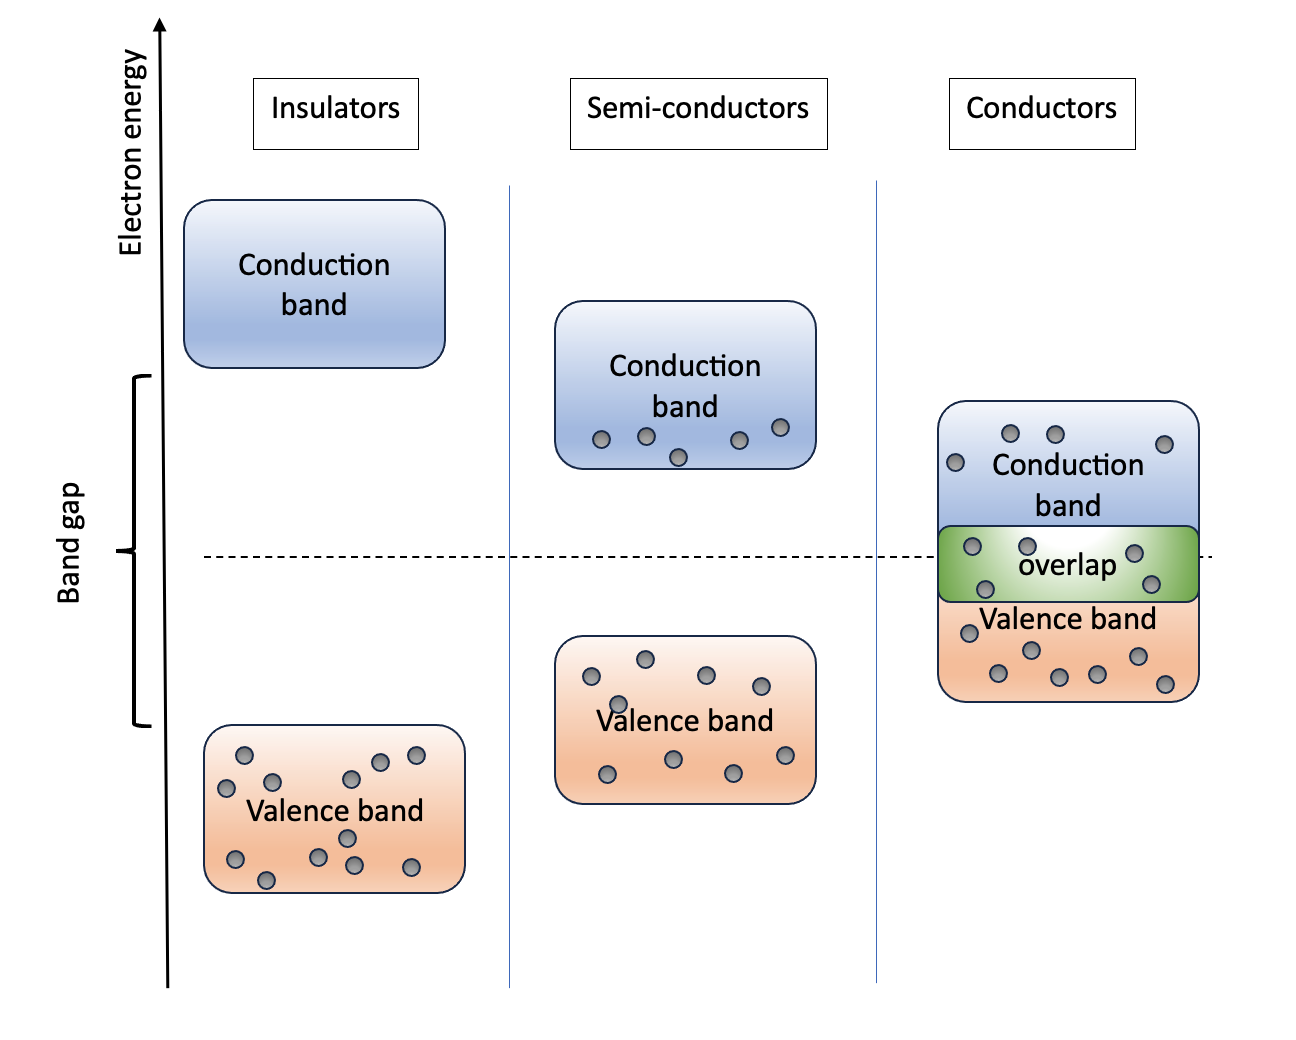 Electron energy
Insulators
Semi-conductors
Conductors
Conduction
band
Conduction
band
Conduction
band
Band gap
overlap
Valence band
Valence band
Valence band